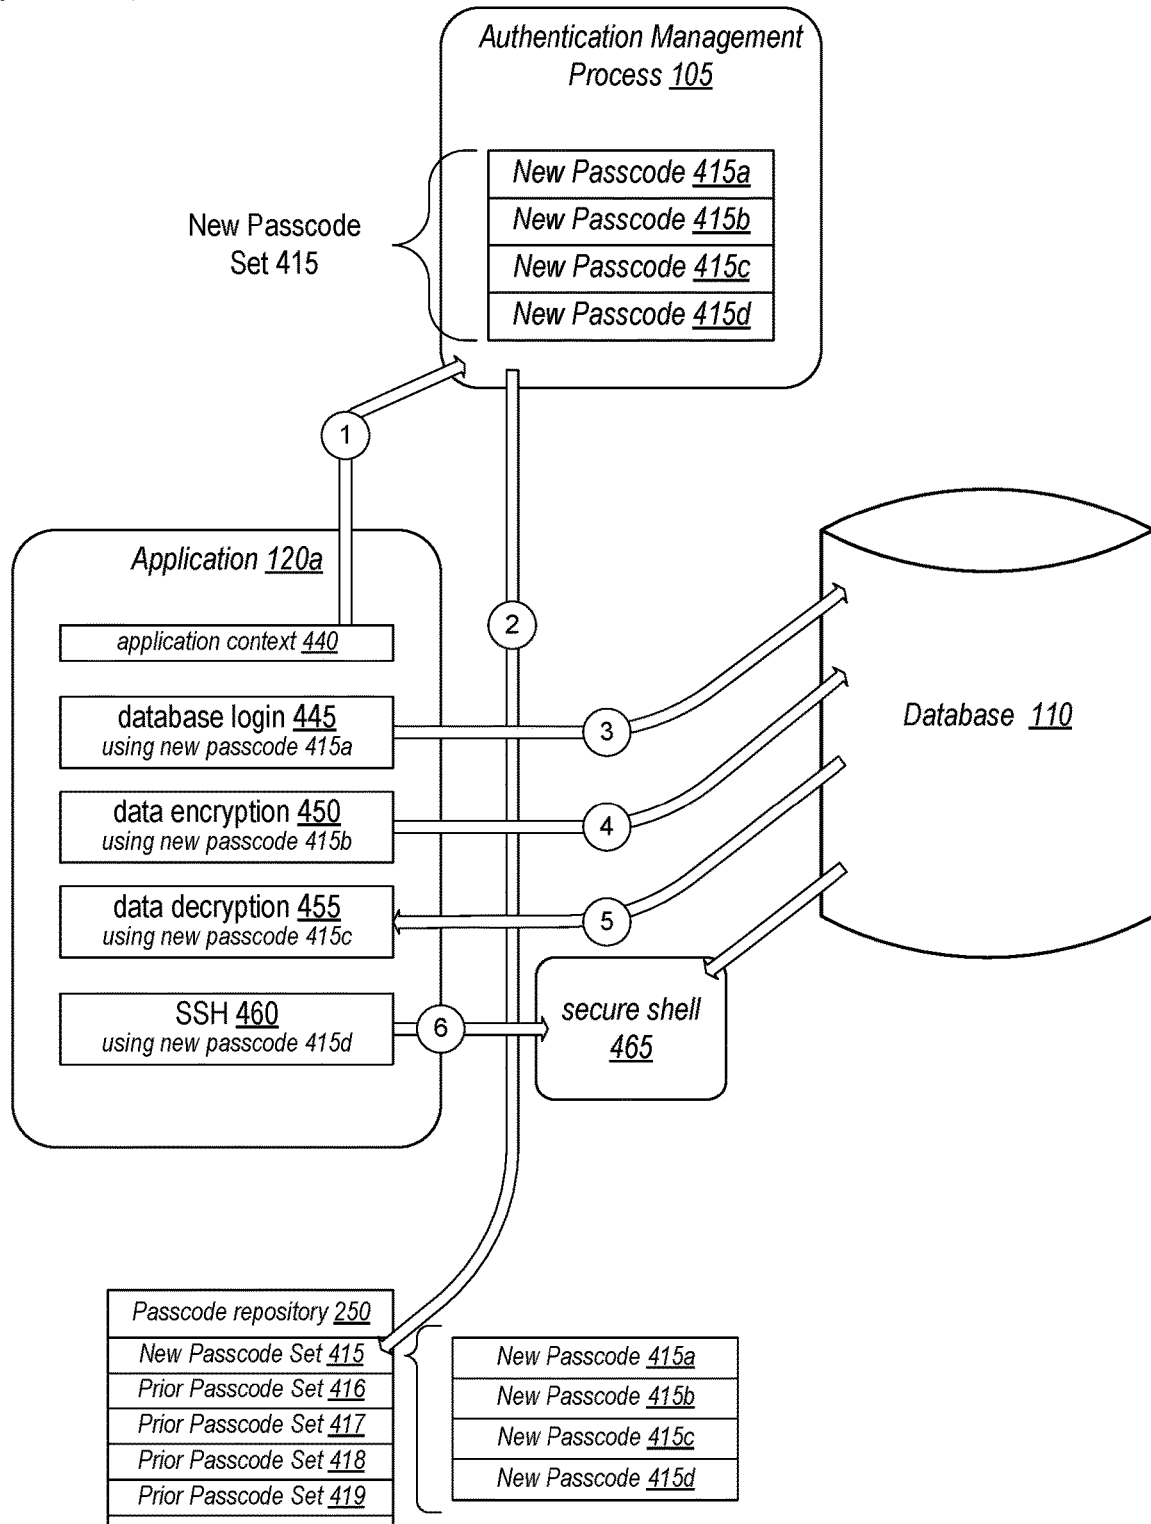 Authentication Management
Process 105
New Passcode 415a
New Passcode 415b
New Passcode 415c
New Passcode 415d
New Passcode
Set 415
1
Application 120a
application context 440
2
database login 445
using new passcode 415a
3
Database 110
data encryption 450
using new passcode 415b
4
data decryption 455
using new passcode 415c
5
SSH 460
using new passcode 415d
6
secure shell
465
Passcode repository 250
New Passcode Set 415
Prior Passcode Set 416
Prior Passcode Set 417
Prior Passcode Set 418
Prior Passcode Set 419
New Passcode 415a
New Passcode 415b
New Passcode 415c
New Passcode 415d